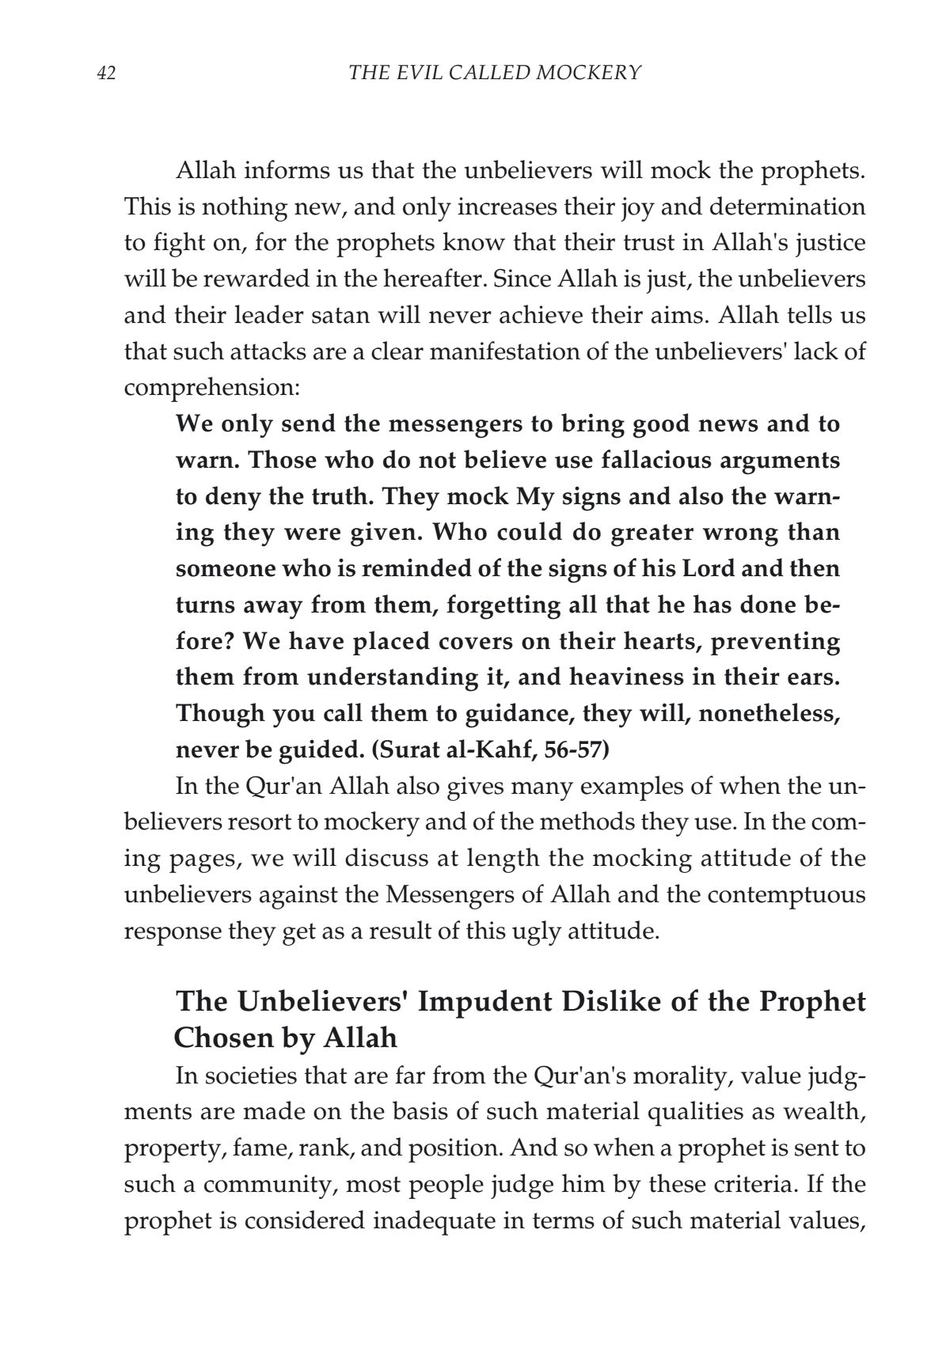 42
THE EVIL CALLED MOCKERY
Allah informs us that the unbelievers will mock the prophets.
This is nothing new, and only increases their joy and determination
to fight on, for the prophets know that their trust in Allah's justice
will be rewarded in the hereafter. Since Allah is just, the unbelievers
and their leader satan will never achieve their aims. Allah tells us
that such attacks are a clear manifestation of the unbelievers' lack of
comprehension:
We only send the messengers to bring good news and to
warn. Those who do not believe use fallacious arguments
to deny the truth. They mock My signs and also the warn-
ing they were given. Who could do greater wrong than
someone who is reminded of the signs of his Lord and then
turns away from them, forgetting all that he has done be-
fore? We have placed covers on their hearts, preventing
them from understanding it, and heaviness in their ears.
Though you call them to guidance, they will, nonetheless,
never be guided. (Surat al-Kahf, 56-57)
In the Qur'an Allah also gives many examples of when the un-
believers resort to mockery and of the methods they use. In the com-
ing pages, we will discuss at length the mocking attitude of the
unbelievers against the Messengers of Allah and the contemptuous
response they get as a result of this ugly attitude.
The Unbelievers' Impudent Dislike of the Prophet
Chosen by Allah
In societies that are far from the Qur'an's morality, value judg-
ments are made on the basis of such material qualities as wealth,
property, fame, rank, and position. And so when a prophet is sent to
such a community, most people judge him by these criteria. If the
prophet is considered inadequate in terms of such material values,